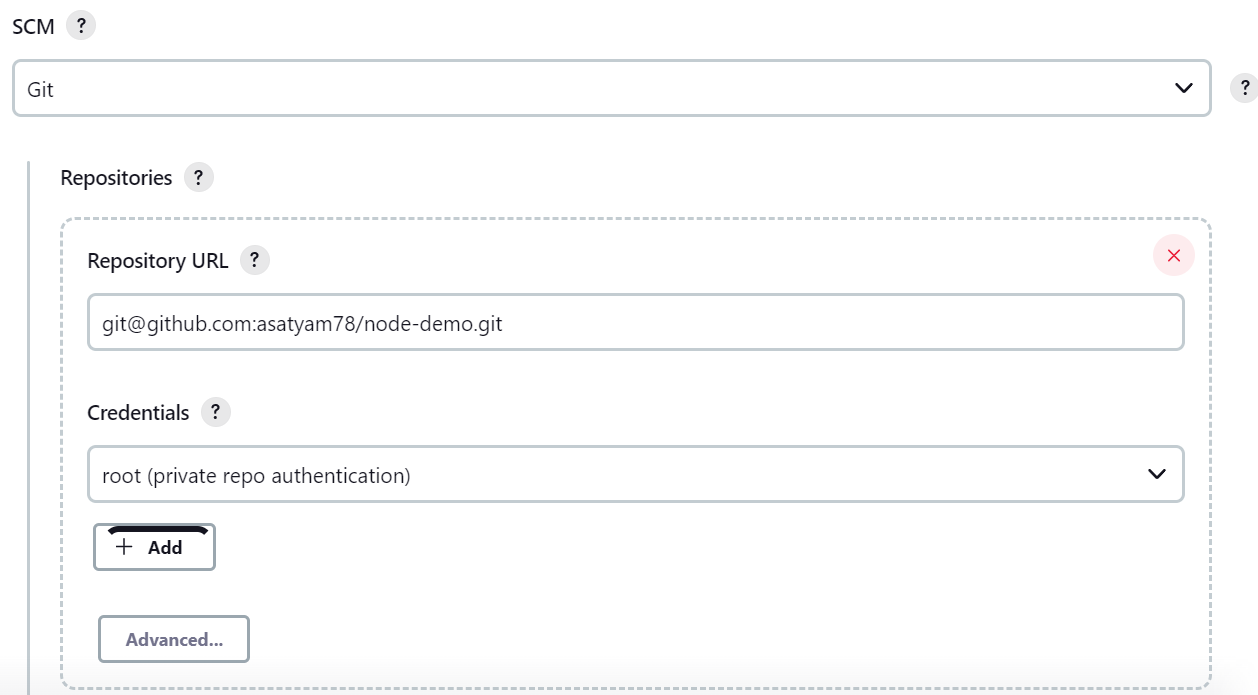 SCM ?
Git
?
Repositories ?
Repository URL ?
git@github.com:asatyam78/node-demo.git
Credentials ?
root (private repo authentication)
+ Add
Advanced...